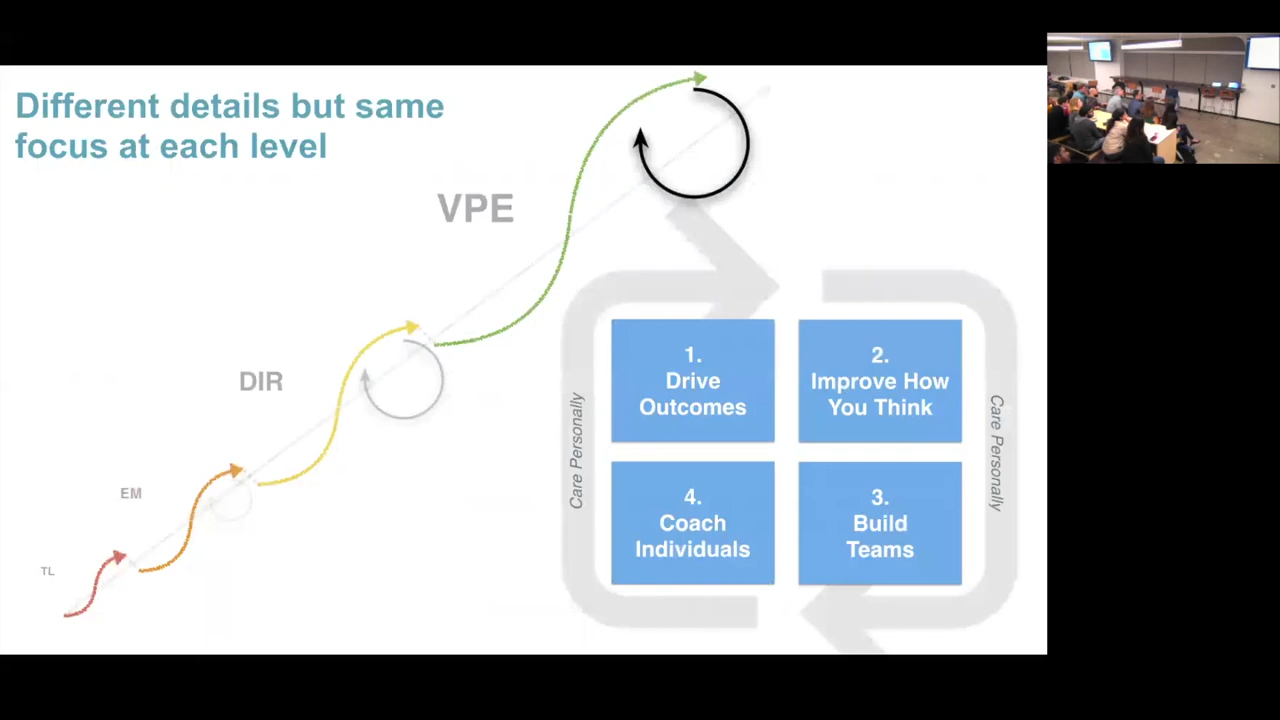 Different details but same
focus at each level
VPE
DIR
EM
TL
1.
Drive
Outcomes
2.
Improve How
You Think
4.
Coach
Individuals
3.
Build
Teams
Care Personally
Care Personally